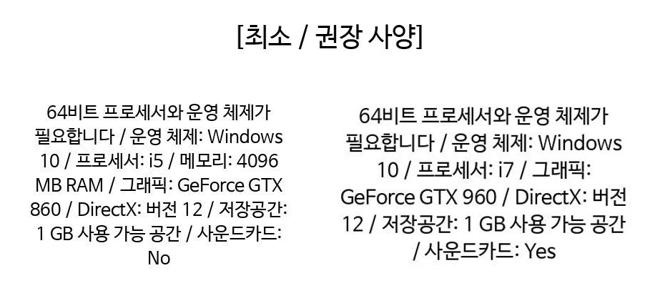 [최소 / 권장 사양]
64비트 프로세서와 운영 체제가
필요합니다 / 운영 체제: Windows
10 / 프로세서: i5 / 메모리: 4096
MB RAM / 그래픽: GeForce GTX
860 / DirectX: 버전 12 / 저장공간:
1 GB 사용 가능 공간 / 사운드카드:
No
64비트 프로세서와 운영 체제가
필요합니다 / 운영 체제: Windows
10 / 프로세서: i7 / 그래픽:
GeForce GTX 960 / DirectX: 버전
12 / 저장공간: 1 GB 사용 가능 공간
/ 사운드카드: Yes